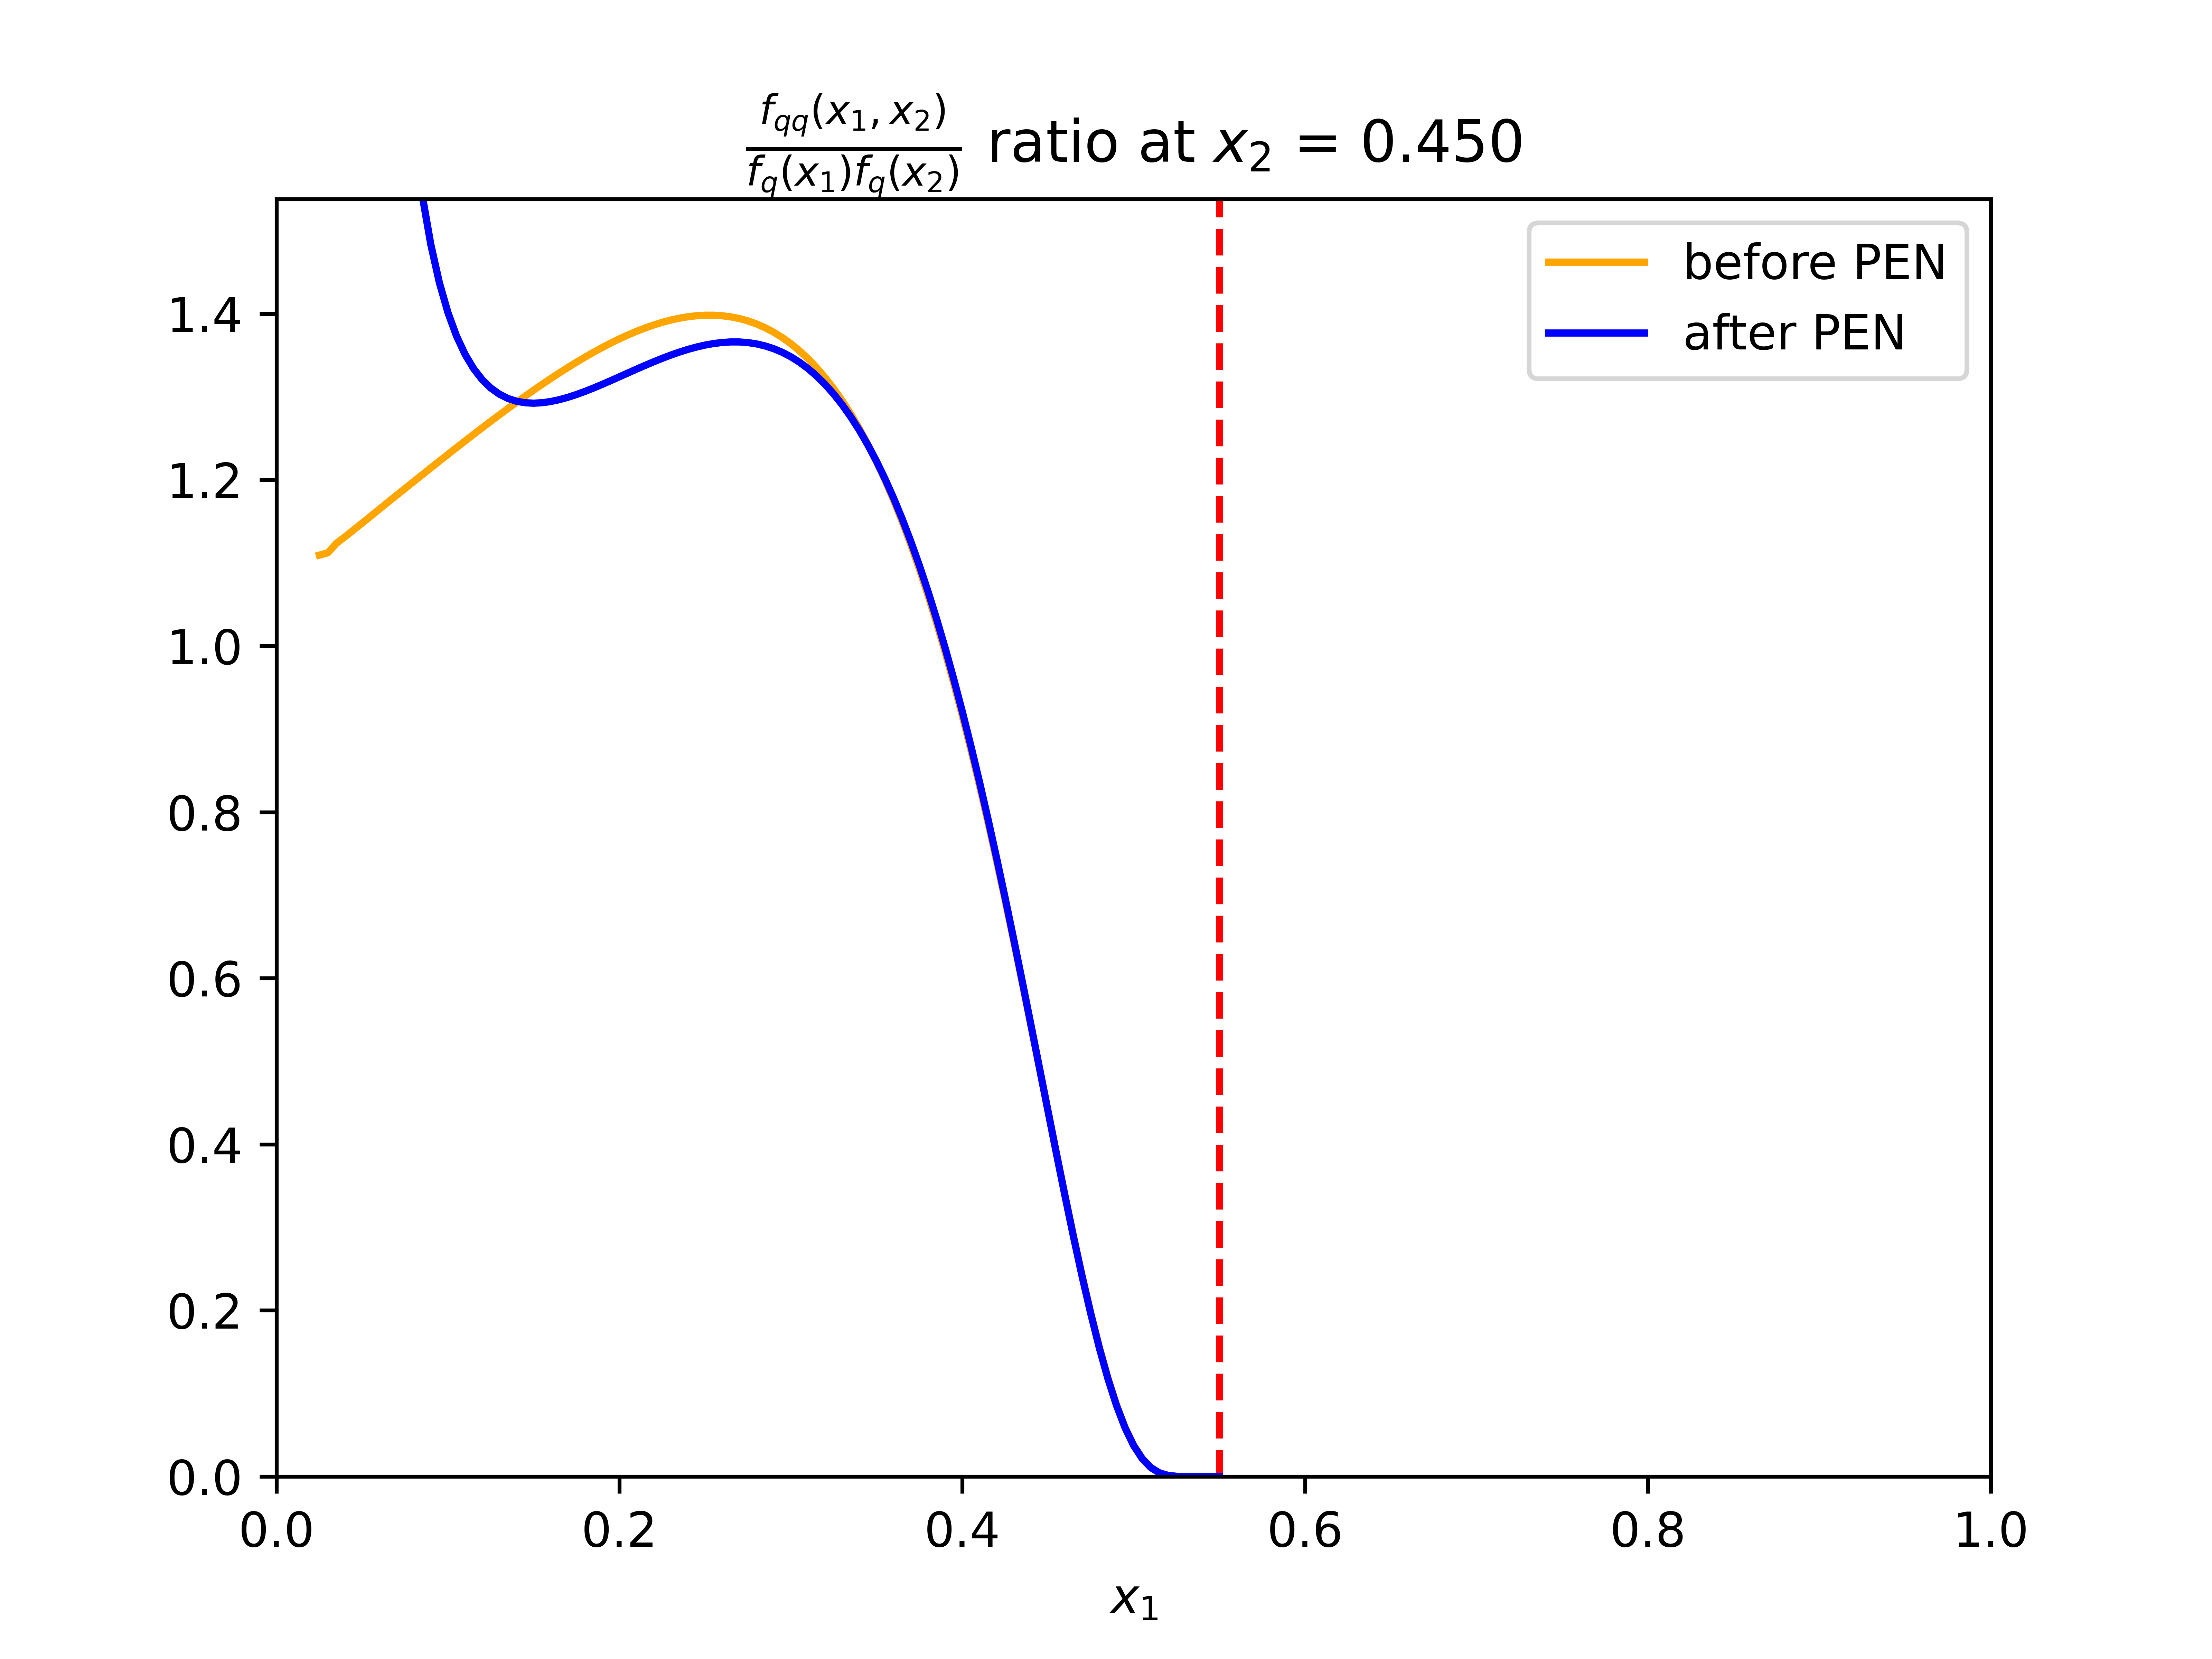 f_{qq}(x_1, x_2)
f_q(x_1)f_q(x_2)
ratio at x_2 = 0.450
before PEN
after PEN
1.4
1.2
1.0
0.8
0.6
0.4
0.2
0.0
0.0 0.2 0.4 0.6 0.8 1.0
x_1